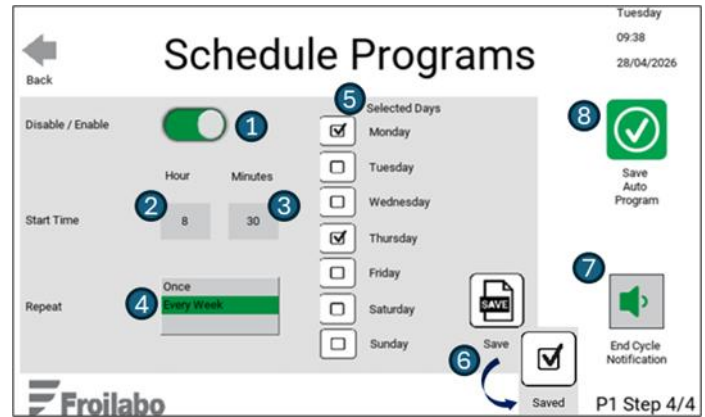 Tuesday
09:38
28/04/2026
Back
Schedule Programs
Disable / Enable
1
Hour
Minutes
Start Time
2
8
3
30
Repeat
4
Once
Every Week
5
Selected Days
Monday
Tuesday
Wednesday
Thursday
Friday
Saturday
Sunday
SAVE
Save
6
Saved
8
Save
Auto
Program
7
End Cycle
Notification
Froilabo
P1 Step 4/4